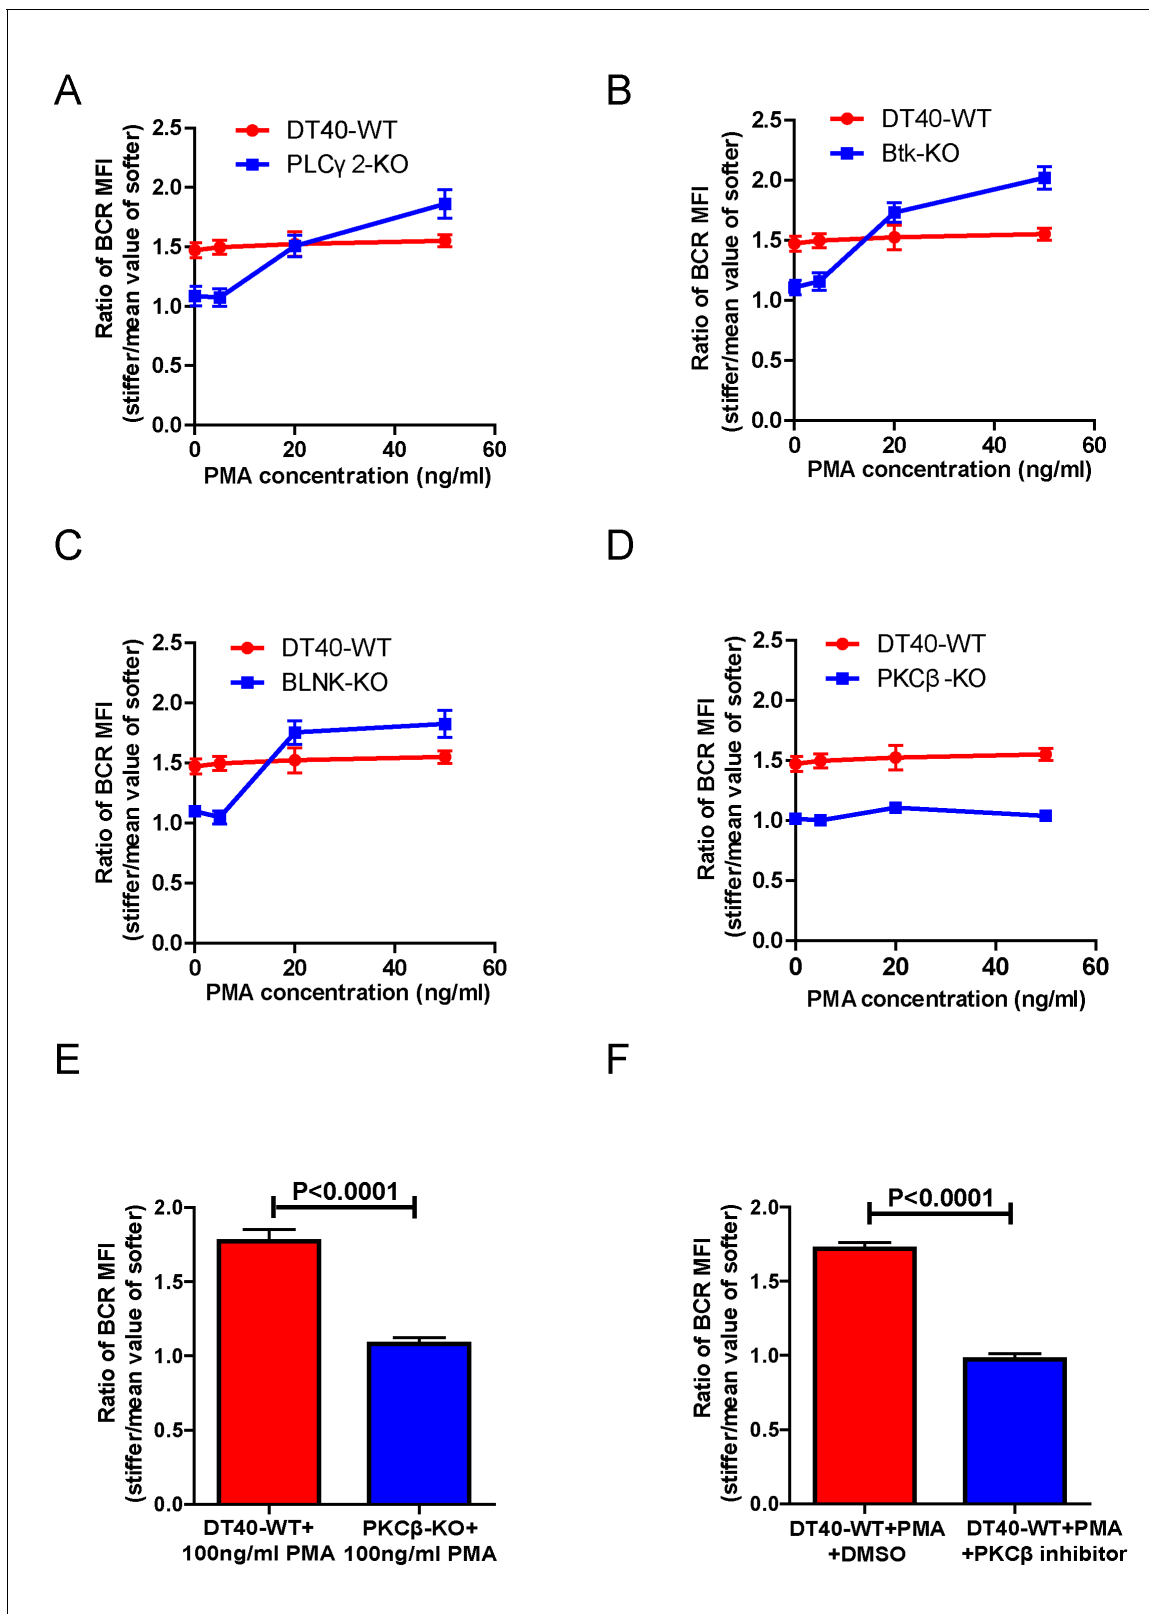 A
DT40-WT
PLCγ 2-KO
Ratio of BCR MFI
(stiffer/mean value of softer)
2.5
2.0
1.5
1.0
0.5
0.0
0 20 40 60
PMA concentration (ng/ml)
B
DT40-WT
Btk-KO
Ratio of BCR MFI
(stiffer/mean value of softer)
2.5
2.0
1.5
1.0
0.5
0.0
0 20 40 60
PMA concentration (ng/ml)
C
DT40-WT
BLNK-KO
Ratio of BCR MFI
(stiffer/mean value of softer)
2.5
2.0
1.5
1.0
0.5
0.0
0 20 40 60
PMA concentration (ng/ml)
D
DT40-WT
PKCβ -KO
Ratio of BCR MFI
(stiffer/mean value of softer)
2.5
2.0
1.5
1.0
0.5
0.0
0 20 40 60
PMA concentration (ng/ml)
E
P<0.0001
Ratio of BCR MFI
(stiffer/mean value of softer)
2.0
1.5
1.0
0.5
0.0
DT40-WT+
100ng/ml PMA
PKCβ-KO+
100ng/ml PMA
F
P<0.0001
Ratio of BCR MFI
(stiffer/mean value of softer)
2.0
1.5
1.0
0.5
0.0
DT40-WT+PMA
+DMSO
DT40-WT+PMA
+PKCβ inhibitor